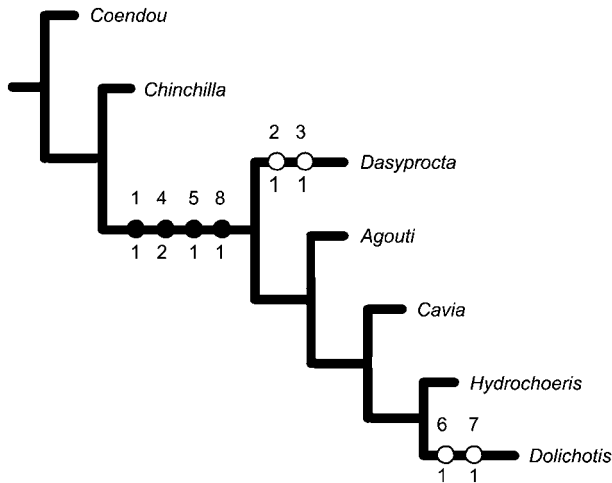 Coendou
Chinchilla
2 3
Dasyprocta
1 1
1 4 5 8
1 2 1 1
Agouti
Cavia
Hydrochoeris
6 7
Dolichotis
1 1